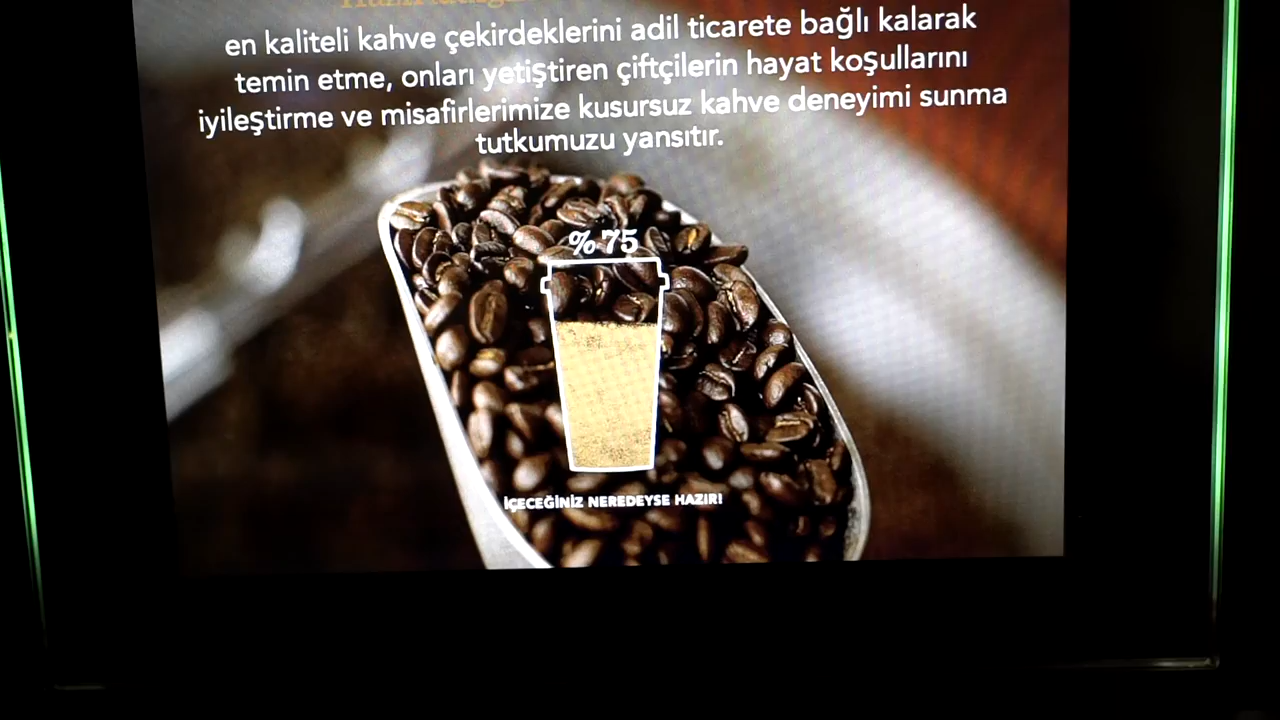 en kaliteli kahve çekirdeklerini adil ticarete bağlı kalarak
temin etme, onları yetiştiren çiftçilerin hayat koşullarını
iyileştirme ve misafirlerimize kusursuz kahve deneyimi sunma
tutkumuzu yansıtır.
% 75
İÇECEĞİNİZ NEREDEYSE HAZIR!